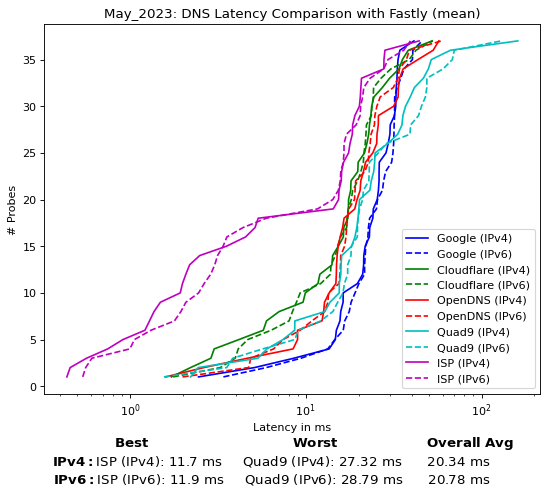 May_2023: DNS Latency Comparison with Fastly (mean)
# Probes
35
30
25
20
15
10
5
0
Google (IPv4)
Google (IPv6)
Cloudflare (IPv4)
Cloudflare (IPv6)
OpenDNS (IPv4)
OpenDNS (IPv6)
Quad9 (IPv4)
Quad9 (IPv6)
ISP (IPv4)
ISP (IPv6)
10⁰ 10¹ 10²
Latency in ms
Best Worst Overall Avg
IPv4: ISP (IPv4): 11.7 ms Quad9 (IPv4): 27.32 ms 20.34 ms
IPv6: ISP (IPv6): 11.9 ms Quad9 (IPv6): 28.79 ms 20.78 ms